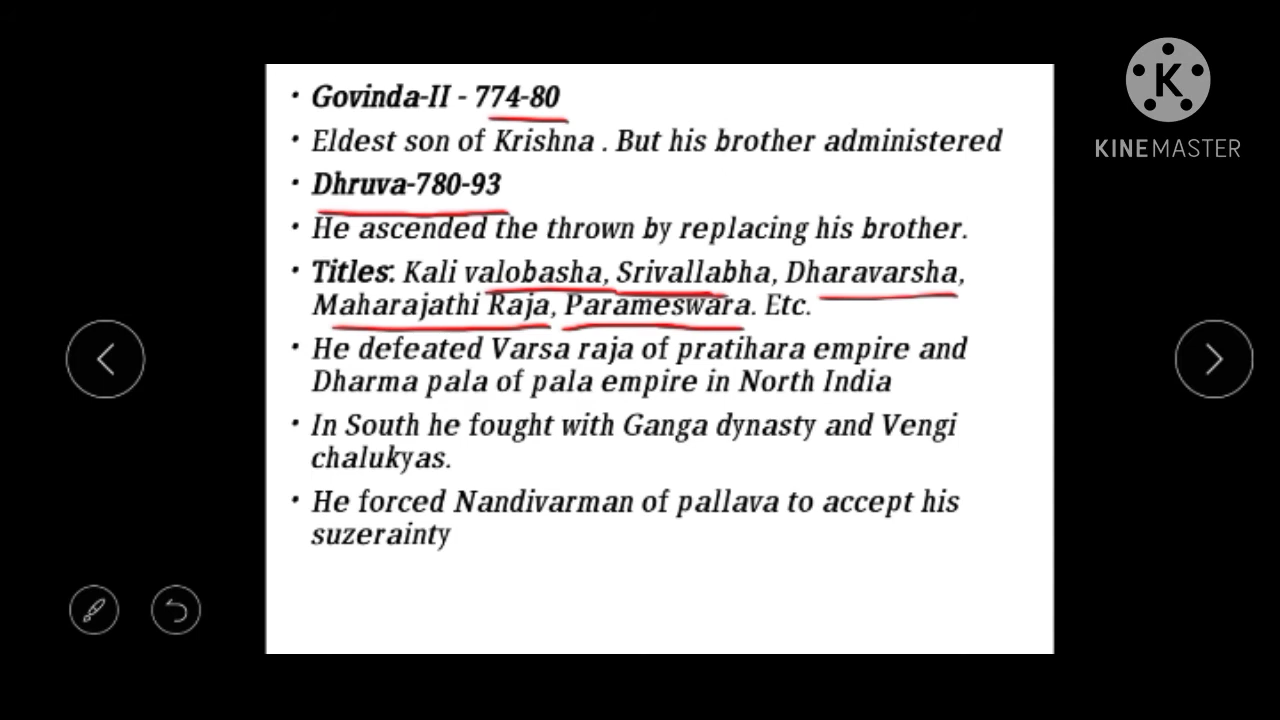 K
KINEMASTER
• Govinda-II - 774-80
• Eldest son of Krishna . But his brother administered
• Dhruva-780-93
• He ascended the thrown by replacing his brother.
• Titles: Kali valobasha, Srivallabha, Dharavarsha,
Maharajathi Raja, Parameswara. Etc.
• He defeated Varsa raja of pratihara empire and
Dharma pala of pala empire in North India
• In South he fought with Ganga dynasty and Vengi
chalukyas.
• He forced Nandivarman of pallava to accept his
suzerainty